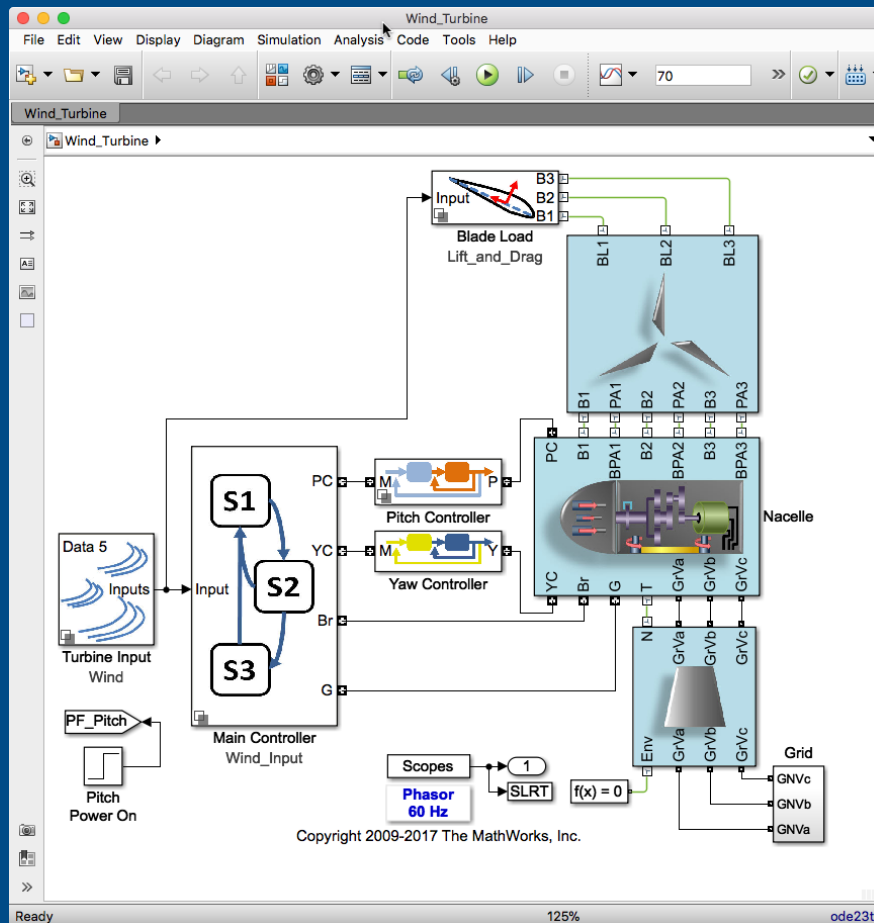 Wind_Turbine
File Edit View Display Diagram Simulation Analysis Code Tools Help
70
Wind_Turbine
Wind_Turbine
Input
B3
B2
B1
Blade Load
Lift_and_Drag
BL1 BL2 BL3
B1 PA1 B2 PA2 B3 PA3
PC B1 BPA1 B2 BPA2 B3 BPA3
Nacelle
YC Br G T GrVa GrVb GrVc
S1
S2
S3
Input
PC
YC
Br
G
Main Controller
Wind_Input
M P
Pitch Controller
M Y
Yaw Controller
Data 5
Inputs
Turbine Input
Wind
PF_Pitch
Pitch
Power On
N GrVa GrVb GrVc
Env GrVa GrVb GrVc
Grid
GNVc
GNVb
GNVa
Scopes
1
SLRT
f(x) = 0
Phasor
60 Hz
Copyright 2009-2017 The MathWorks, Inc.
Ready 125% ode23t